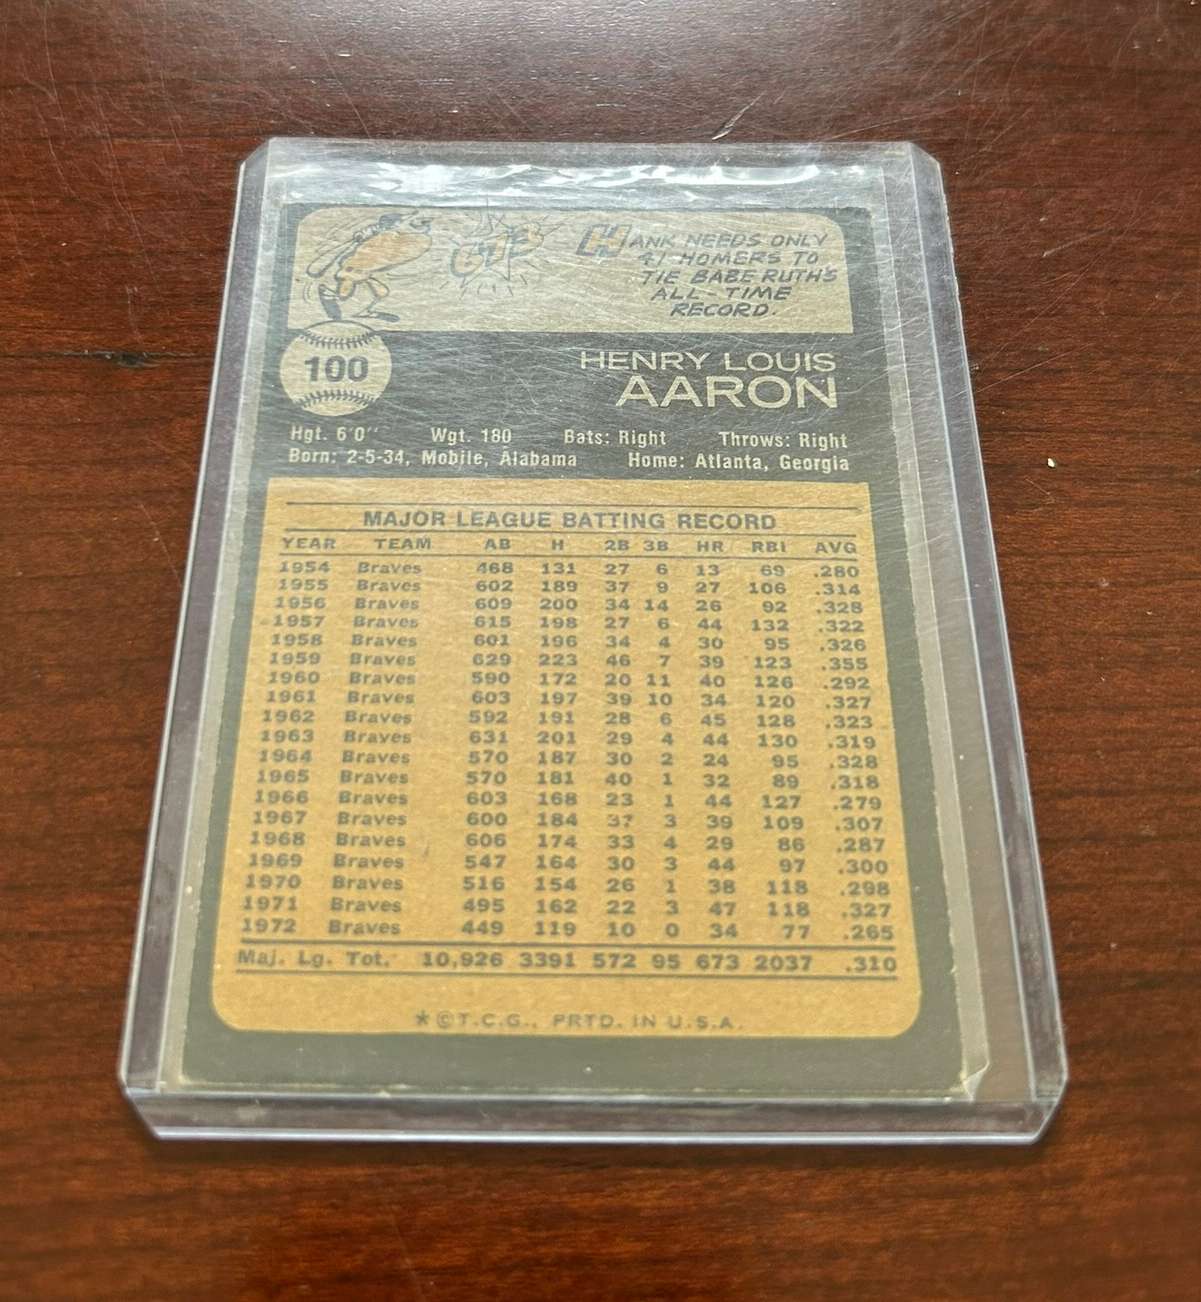 673
HANK NEEDS ONLY
41 HOMERS TO
TIE BABE RUTH'S
ALL-TIME
RECORD.
100
HENRY LOUIS
AARON
Hgt. 6'0'' Wgt. 180 Bats: Right Throws: Right
Born: 2-5-34, Mobile, Alabama Home: Atlanta, Georgia
MAJOR LEAGUE BATTING RECORD
YEAR TEAM AB H 2B 3B HR RBI AVG
1954 Braves 468 131 27 6 13 69 .280
1955 Braves 602 189 37 9 27 106 .314
1956 Braves 609 200 34 14 26 92 .328
1957 Braves 615 198 27 6 44 132 .322
1958 Braves 601 196 34 4 30 95 .326
1959 Braves 629 223 46 7 39 123 .355
1960 Braves 590 172 20 11 40 126 .292
1961 Braves 603 197 39 10 34 120 .327
1962 Braves 592 191 28 6 45 128 .323
1963 Braves 631 201 29 4 44 130 .319
1964 Braves 570 187 30 2 24 95 .328
1965 Braves 570 181 40 1 32 89 .318
1966 Braves 603 168 23 1 44 127 .279
1967 Braves 600 184 37 3 39 109 .307
1968 Braves 606 174 33 4 29 86 .287
1969 Braves 547 164 30 3 44 97 .300
1970 Braves 516 154 26 1 38 118 .298
1971 Braves 495 162 22 3 47 118 .327
1972 Braves 449 119 10 0 34 77 .265
Maj. Lg. Tot. 10,926 3391 572 95 673 2037 .310
★ ©T.C.G., PRTD. IN U.S.A.